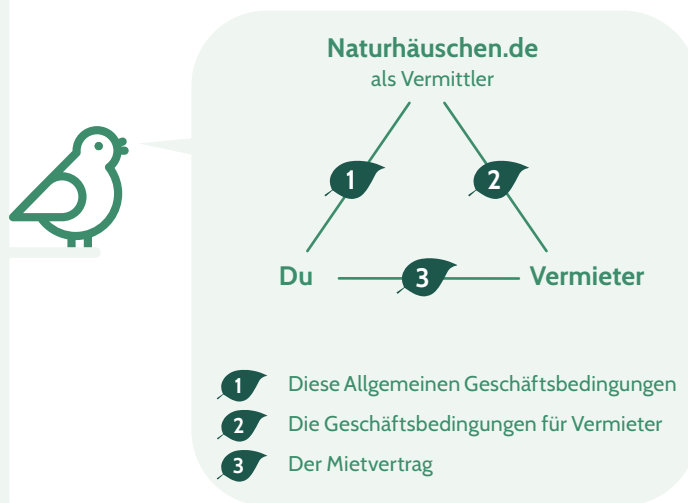 Naturhäuschen.de
als Vermittler
1
2
Du
3
Vermieter
1 Diese Allgemeinen Geschäftsbedingungen
2 Die Geschäftsbedingungen für Vermieter
3 Der Mietvertrag